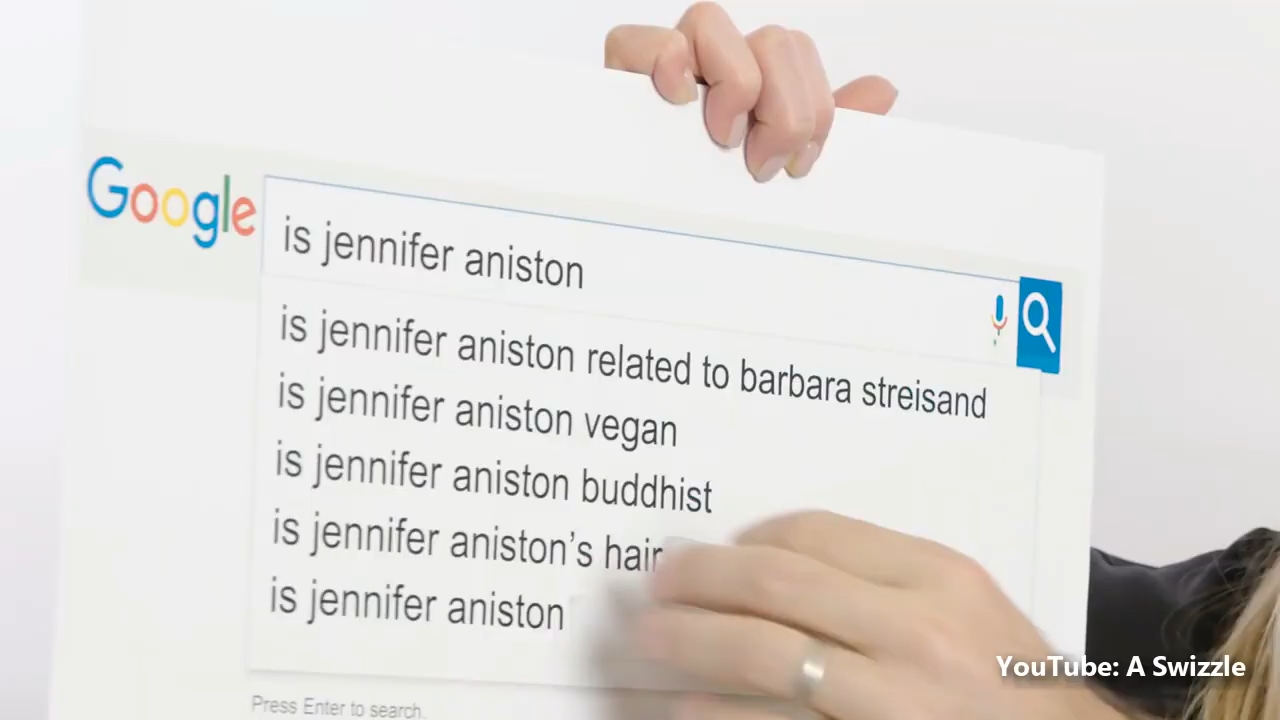 Google
is jennifer aniston
is jennifer aniston related to barbara streisand
is jennifer aniston vegan
is jennifer aniston buddhist
is jennifer aniston's hair
is jennifer aniston
Press Enter to search.
YouTube: A Swizzle